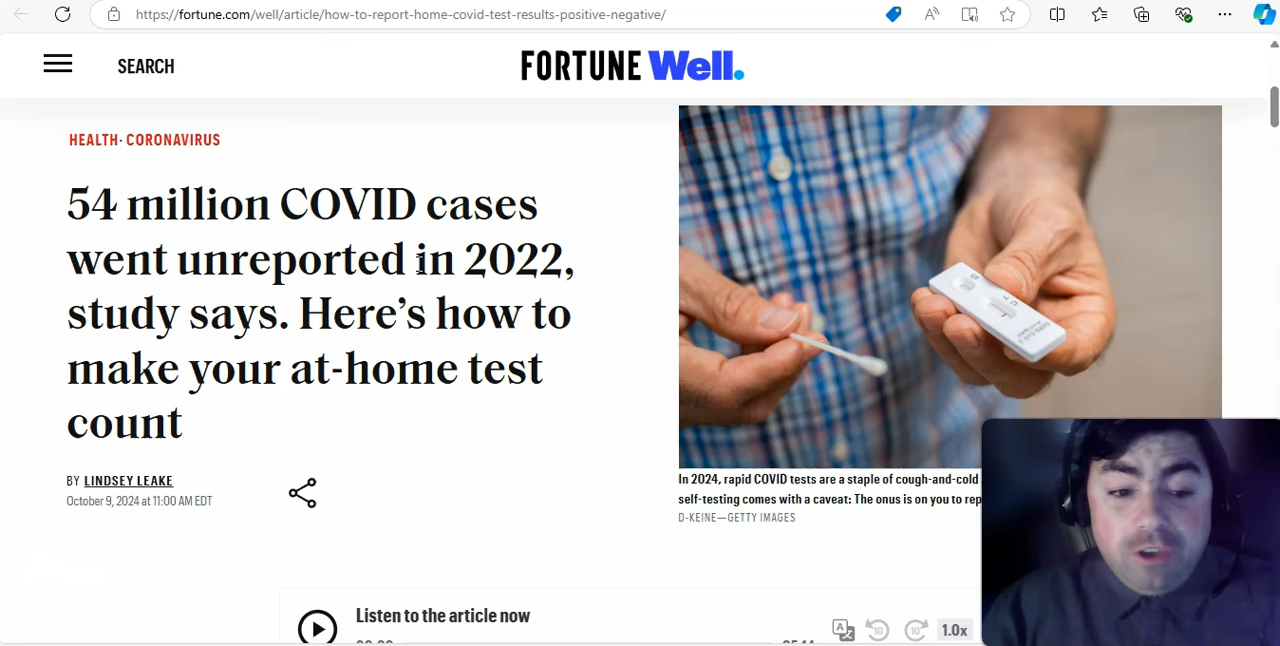 https://fortune.com/well/article/how-to-report-home-covid-test-results-positive-negative/
SEARCH
FORTUNE Well.
HEALTH· CORONAVIRUS
54 million COVID cases
went unreported in 2022,
study says. Here’s how to
make your at-home test
count
BY LINDSEY LEAKE
October 9, 2024 at 11:00 AM EDT
In 2024, rapid COVID tests are a staple of cough-and-cold
self-testing comes with a caveat: The onus is on you to rep
D-KEINE—GETTY IMAGES
Listen to the article now
10
10
1.0x